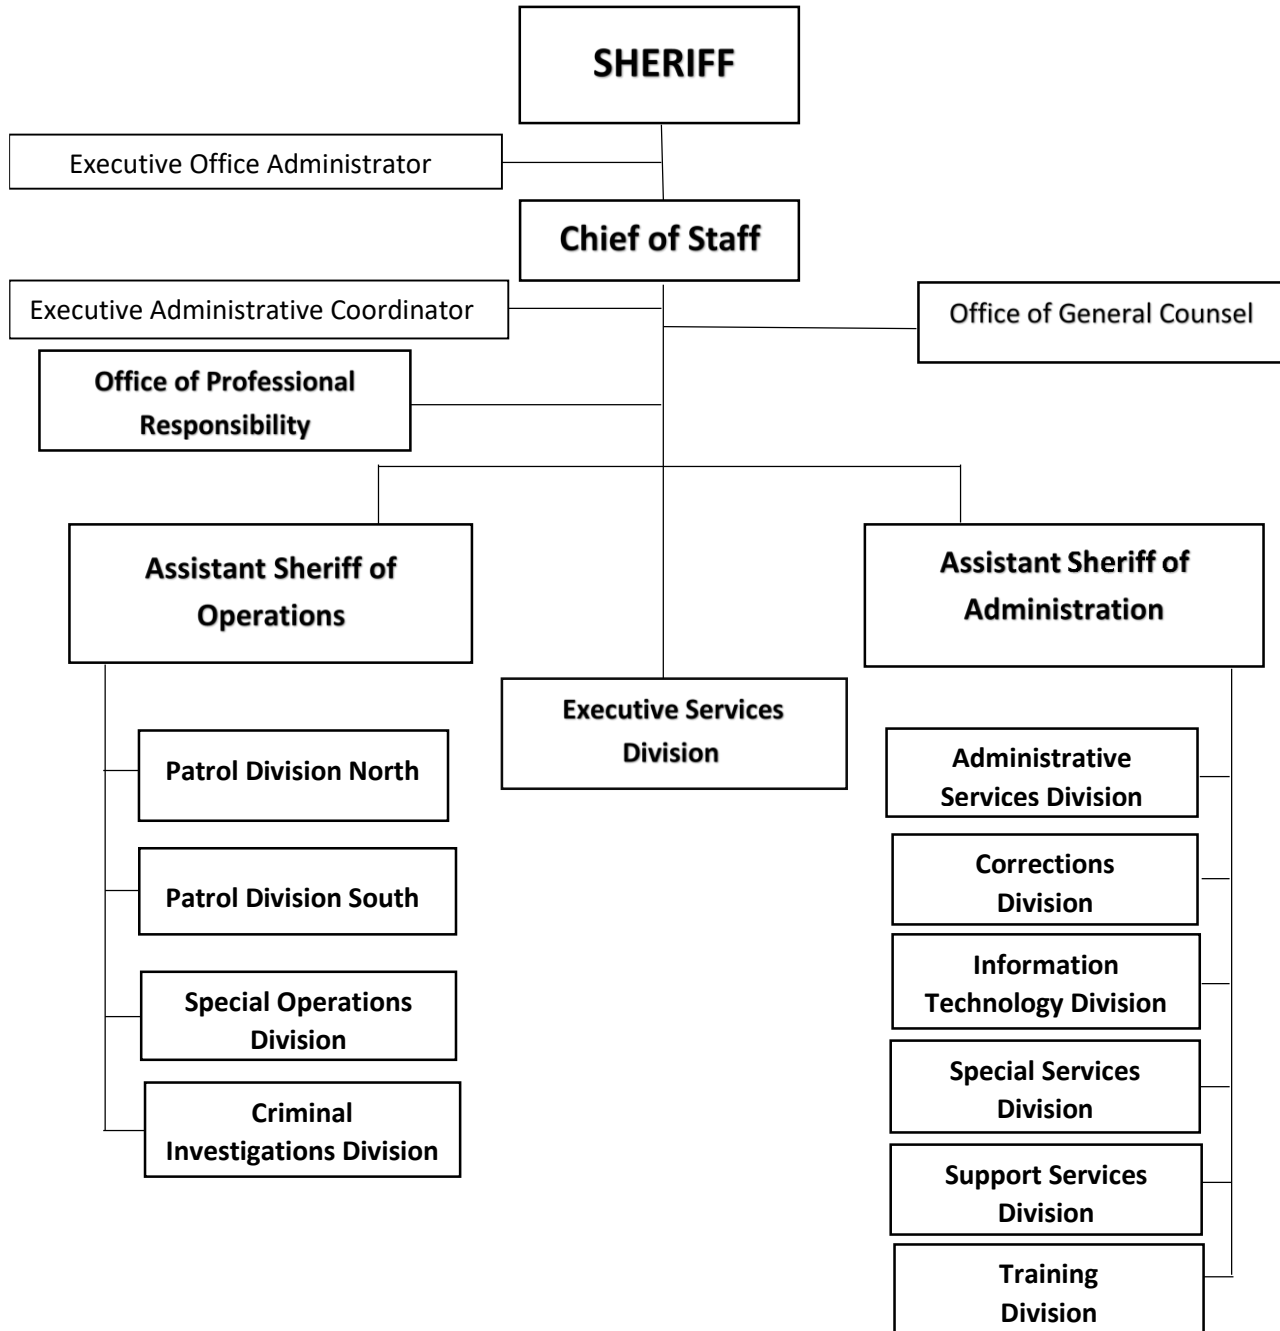 SHERIFF
Executive Office Administrator
Chief of Staff
Executive Administrative Coordinator
Office of General Counsel
Office of Professional
Responsibility
Assistant Sheriff of
Operations
Assistant Sheriff of
Administration
Executive Services
Division
Patrol Division North
Patrol Division South
Special Operations
Division
Criminal
Investigations Division
Administrative
Services Division
Corrections
Division
Information
Technology Division
Special Services
Division
Support Services
Division
Training
Division